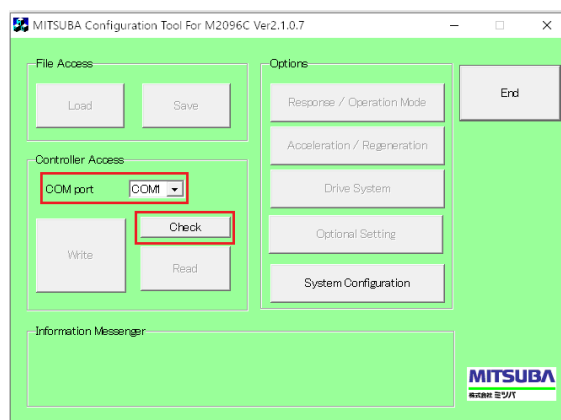 MITSUBA Configuration Tool For M2096C Ver2.1.0.7
File Access
Load
Save
Controller Access
COM port
COM1
Check
Write
Read
Options
Response / Operation Mode
Acceleration / Regeneration
Drive System
Optional Setting
System Configuration
End
Information Messenger
MITSUBA
株式会社 ミツバ